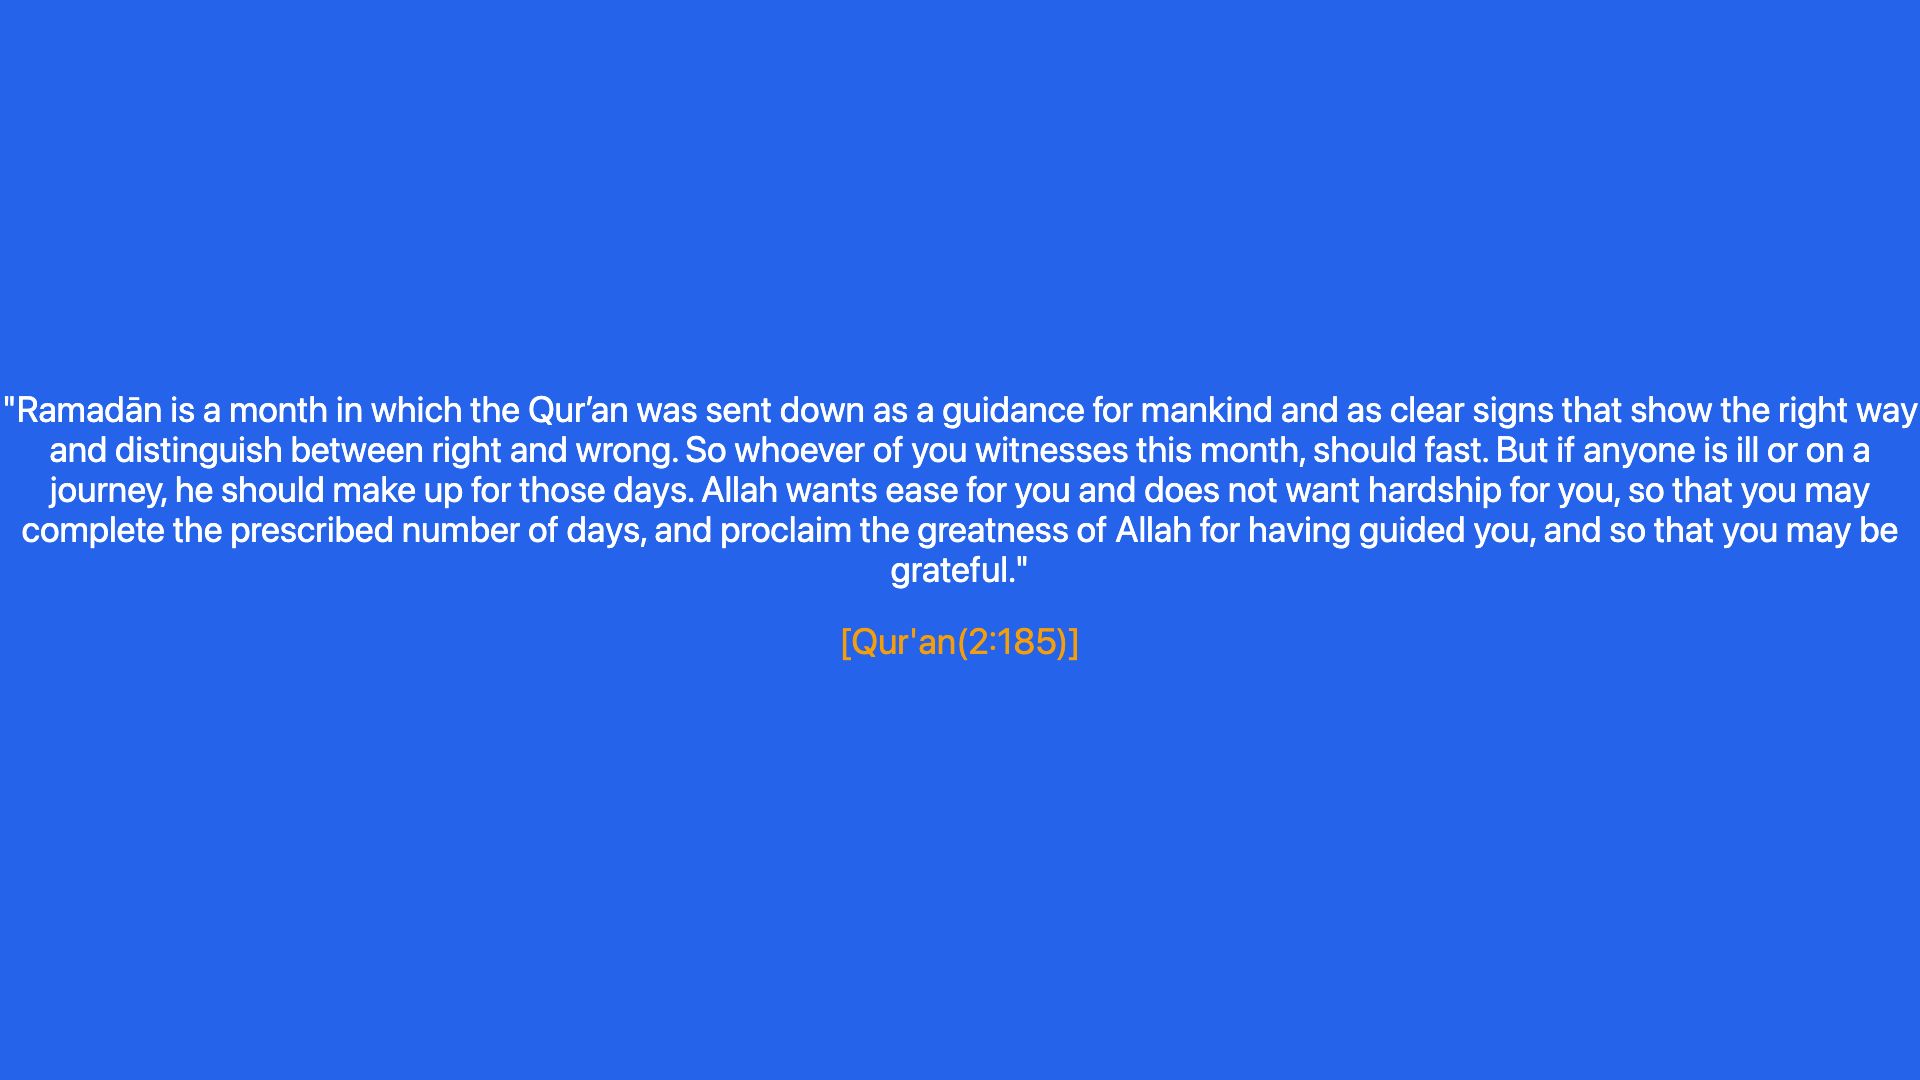 "Ramadān is a month in which the Qur’an was sent down as a guidance for mankind and as clear signs that show the right way
and distinguish between right and wrong. So whoever of you witnesses this month, should fast. But if anyone is ill or on a
journey, he should make up for those days. Allah wants ease for you and does not want hardship for you, so that you may
complete the prescribed number of days, and proclaim the greatness of Allah for having guided you, and so that you may be
grateful."
[Qur'an(2:185)]